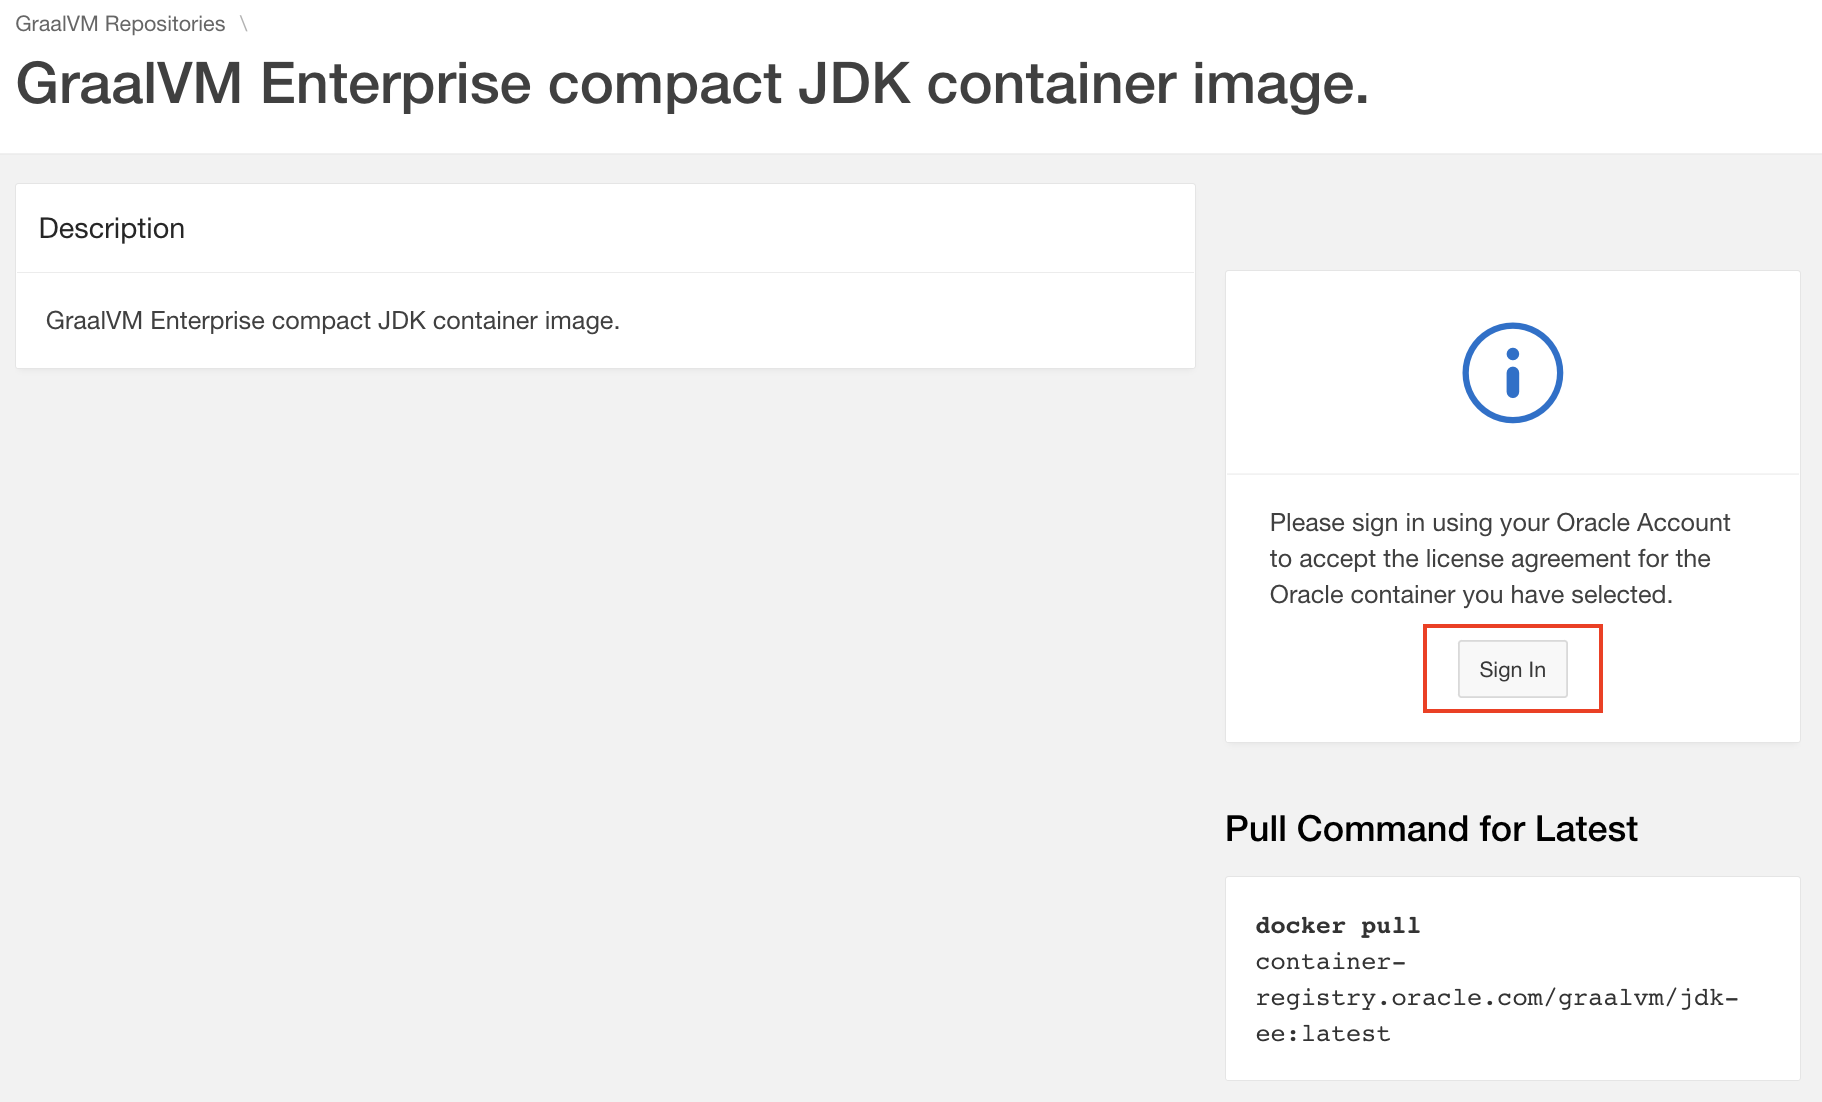 GraalVM Repositories \
GraalVM Enterprise compact JDK container image.
Description
GraalVM Enterprise compact JDK container image.
Please sign in using your Oracle Account
to accept the license agreement for the
Oracle container you have selected.
Sign In
Pull Command for Latest
docker pull
container-
registry.oracle.com/graalvm/jdk-
ee:latest